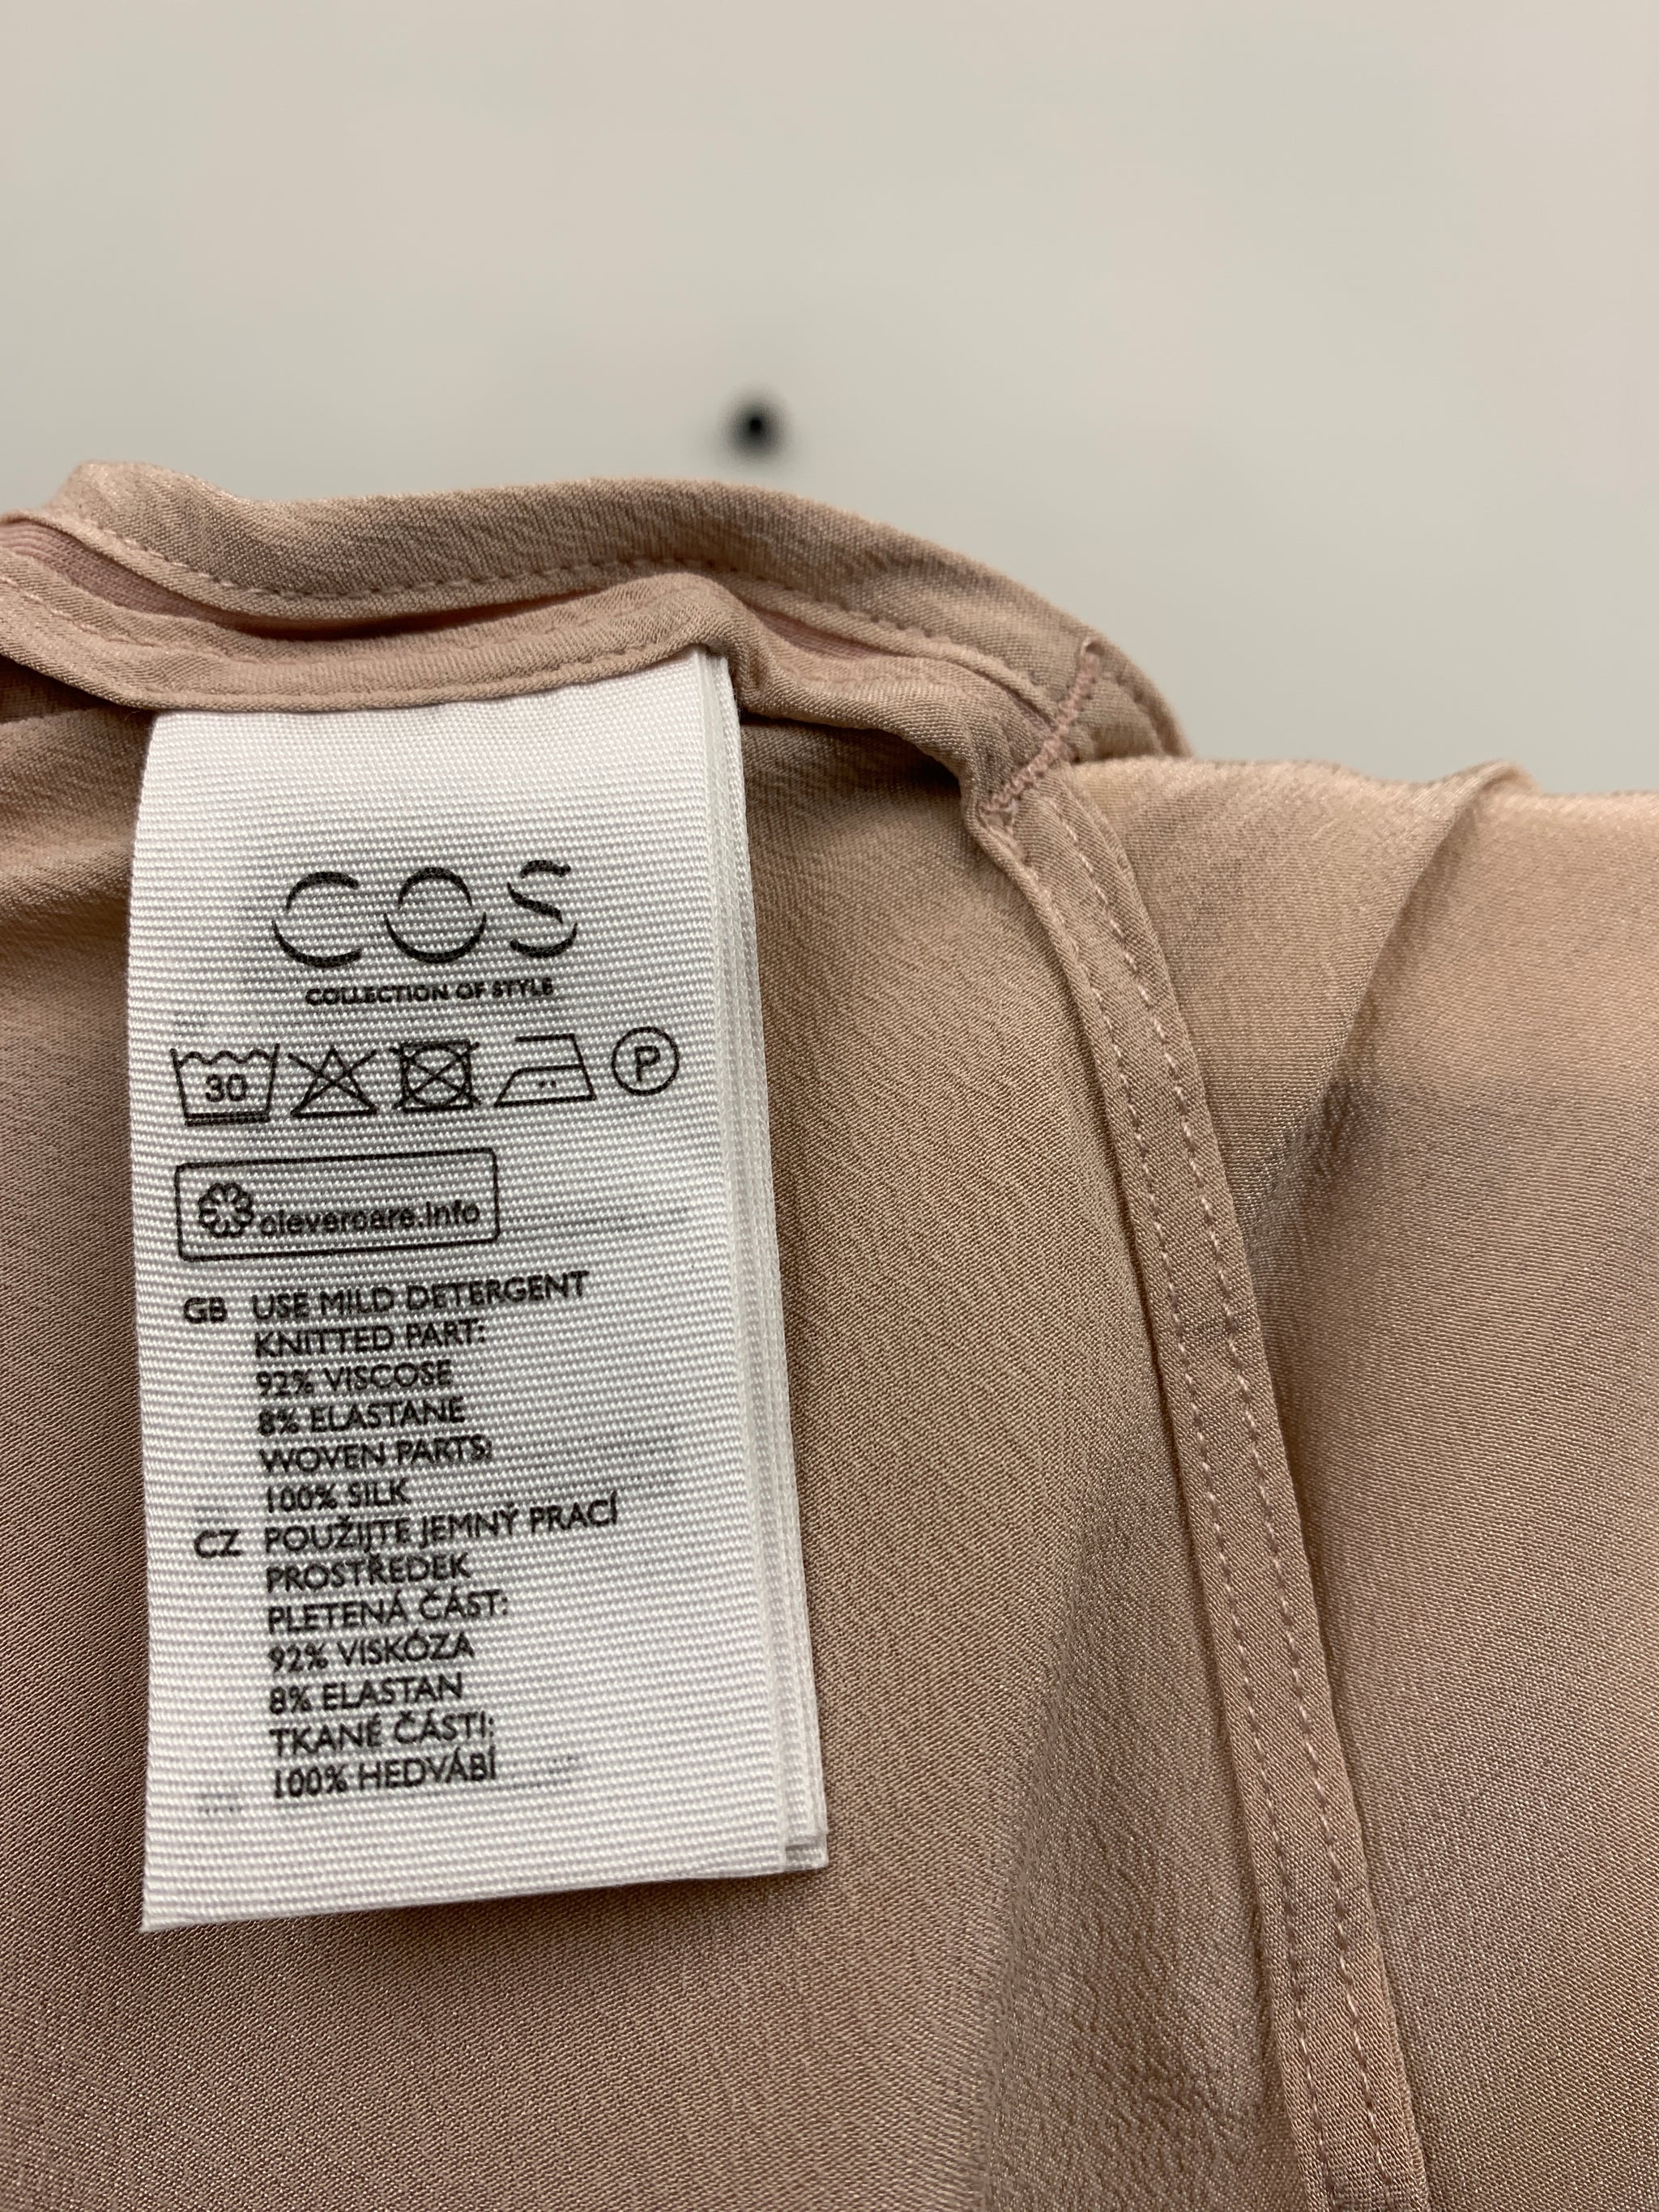 COS
COLLECTION OF STYLE
30 P
clevercare.info
GB USE MILD DETERGENT
KNITTED PART:
92% VISCOSE
8% ELASTANE
WOVEN PARTS:
100% SILK
CZ POUŽIJTE JEMNÝ PRACÍ
PROSTŘEDEK
PLETENÁ ČÁST:
92% VISKÓZA
8% ELASTAN
TKANÉ ČÁSTI:
100% HEDVÁBÍ